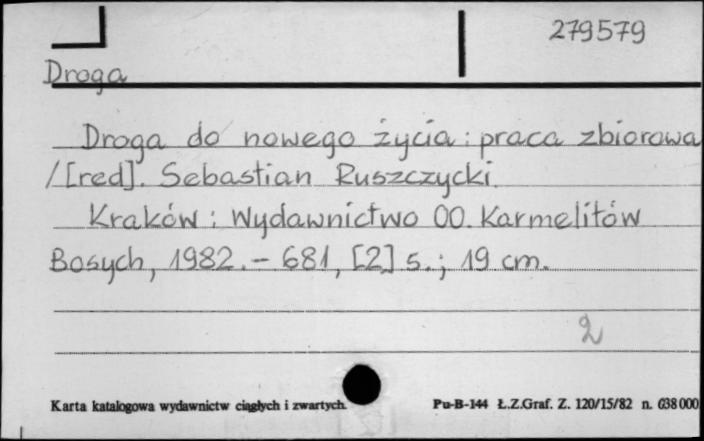 279579
Droga
Droga do nowego życia : praca zbiorowa
/ [red]. Sebastian Ruszczycki.
Kraków : Wydawnictwo OO. Karmelitów
Bosych, 1982. - 681, [2] s. ; 19 cm.
2
Karta katalogowa wydawnictw ciągłych i zwartych.
Pu-B-144 Ł.Z.Graf. Z. 120/15/82 n. 638000